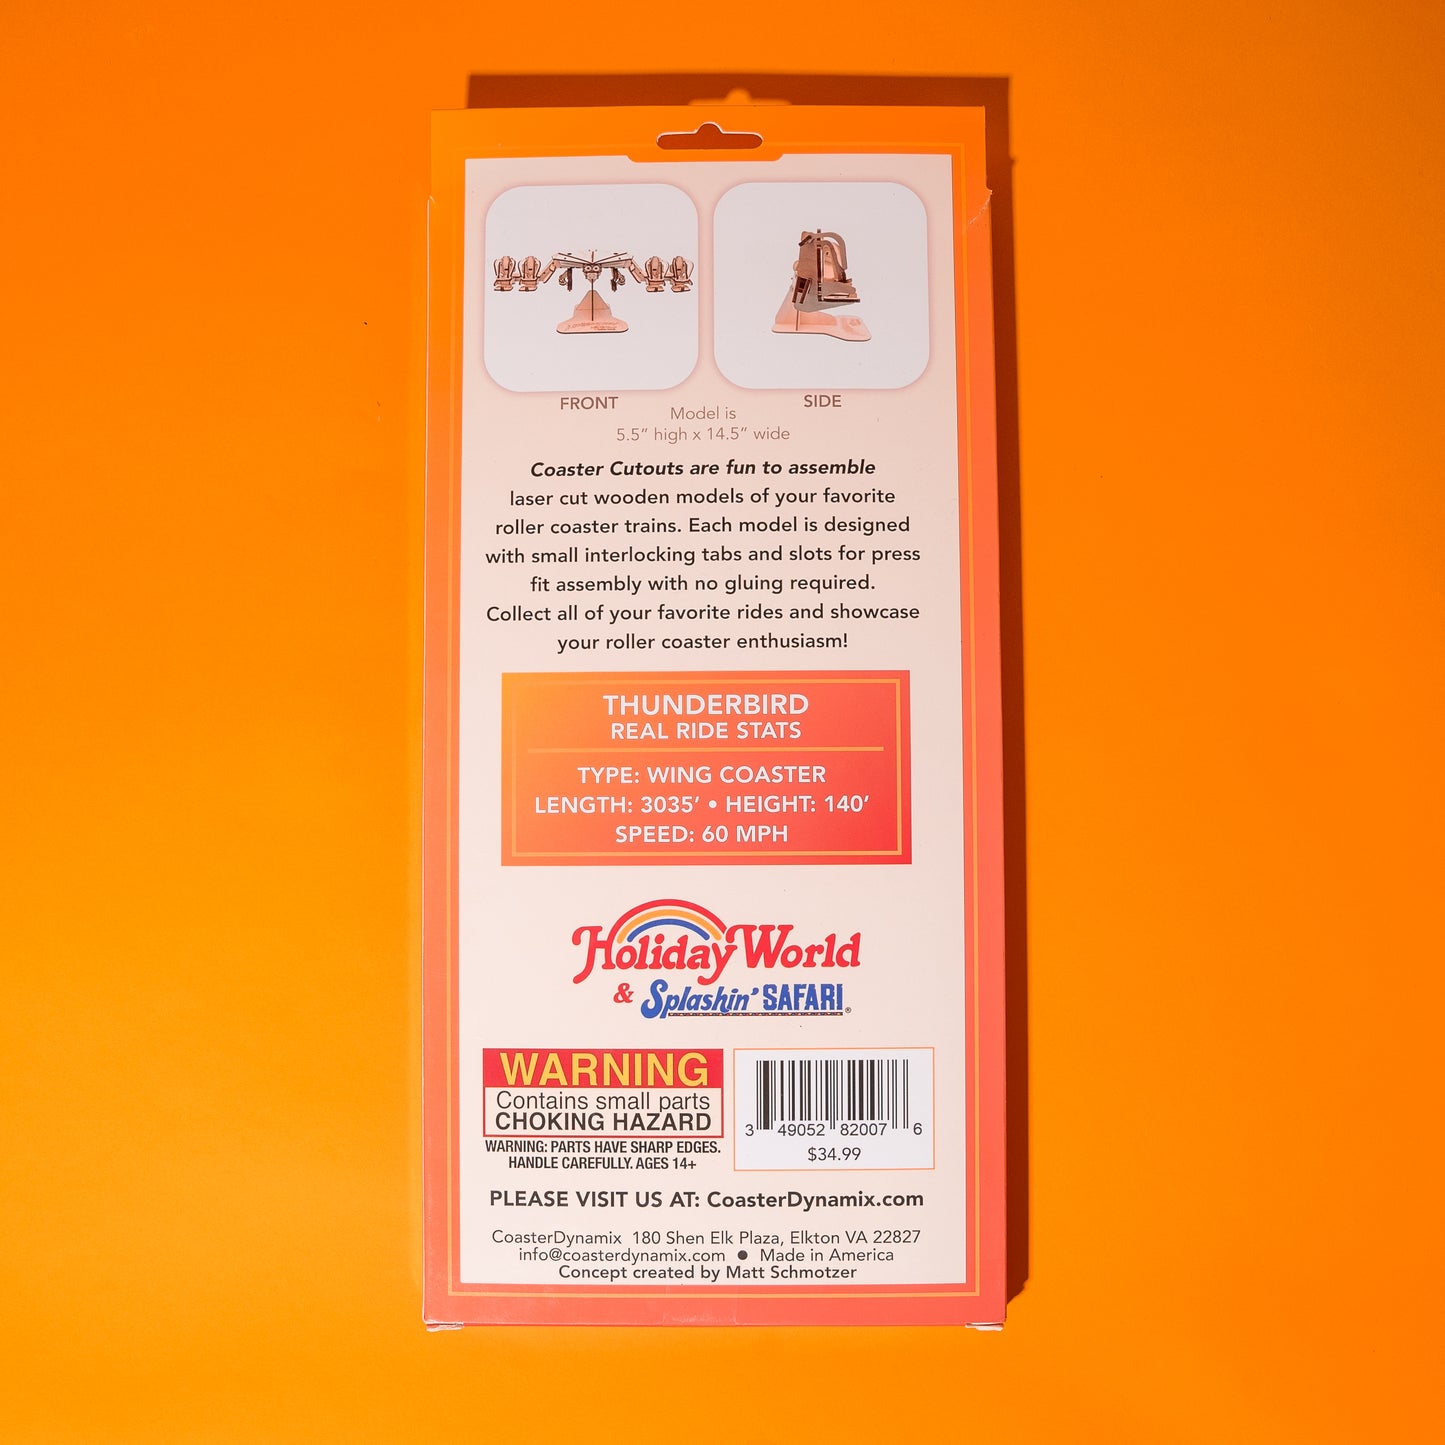 FRONT
SIDE
Model is
5.5" high x 14.5" wide
Coaster Cutouts are fun to assemble
laser cut wooden models of your favorite
roller coaster trains. Each model is designed
with small interlocking tabs and slots for press
fit assembly with no gluing required.
Collect all of your favorite rides and showcase
your roller coaster enthusiasm!
THUNDERBIRD
REAL RIDE STATS
TYPE: WING COASTER
LENGTH: 3035’ • HEIGHT: 140’
SPEED: 60 MPH
Holiday World
& Splashin’ SAFARI®
WARNING
Contains small parts
CHOKING HAZARD
WARNING: PARTS HAVE SHARP EDGES.
HANDLE CAREFULLY. AGES 14+
3 49052 82007 6
$34.99
PLEASE VISIT US AT: CoasterDynamix.com
CoasterDynamix 180 Shen Elk Plaza, Elkton VA 22827
info@coasterdynamix.com ● Made in America
Concept created by Matt Schmotzer